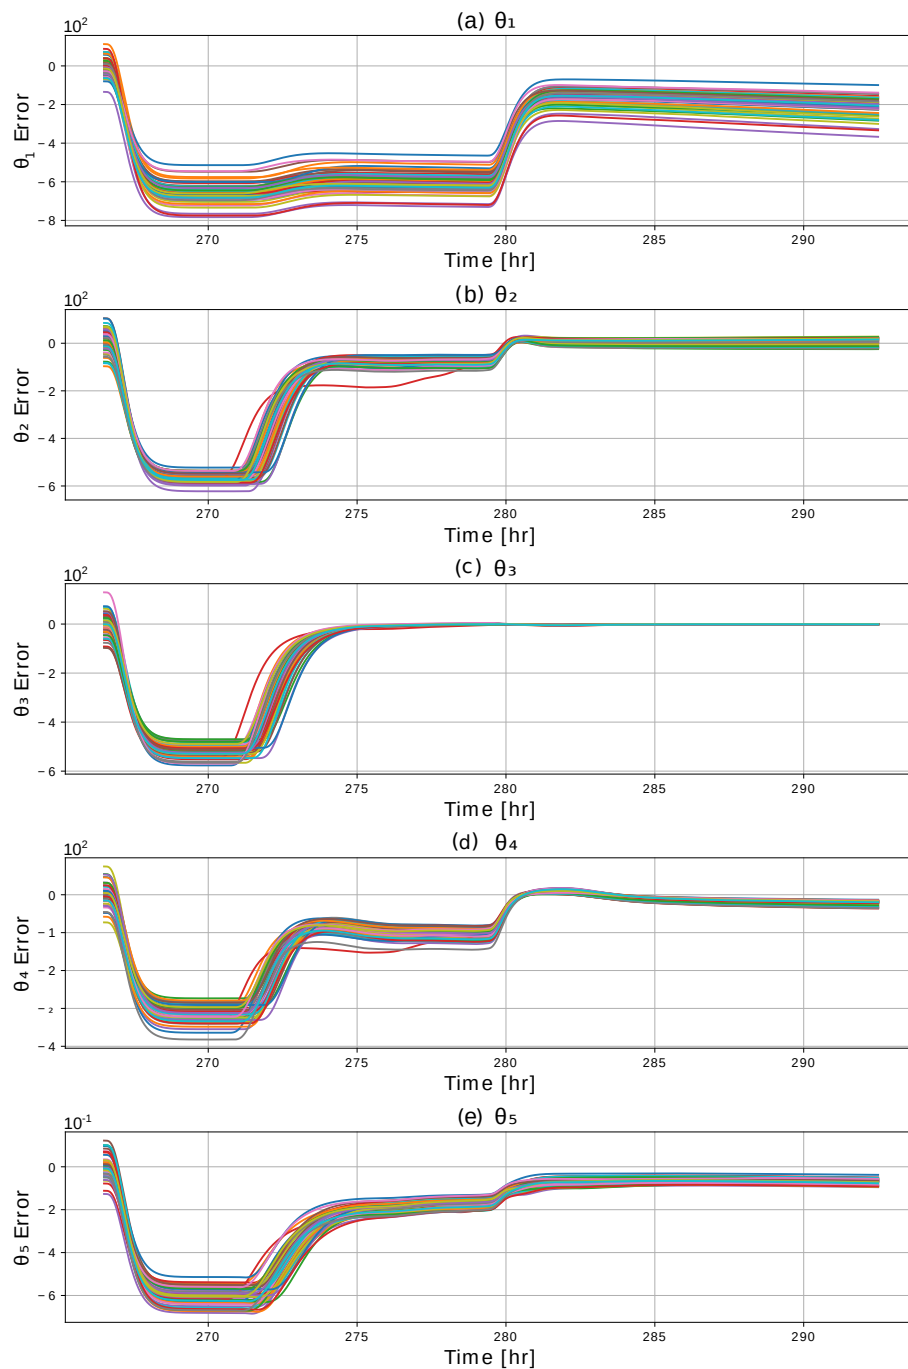 (a) θ₁
10²
0
−2
−4
−6
−8
θ₁ Error
270 275 280 285 290
Time [hr]
(b) θ₂
10²
0
−2
−4
−6
θ₂ Error
270 275 280 285 290
Time [hr]
(c) θ₃
10²
0
−2
−4
−6
θ₃ Error
270 275 280 285 290
Time [hr]
(d) θ₄
10²
0
−1
−2
−2
−4
θ₄ Error
270 275 280 285 290
Time [hr]
(e) θ₅
10⁻¹
0
−2
−4
−6
θ₅ Error
270 275 280 285 290
Time [hr]